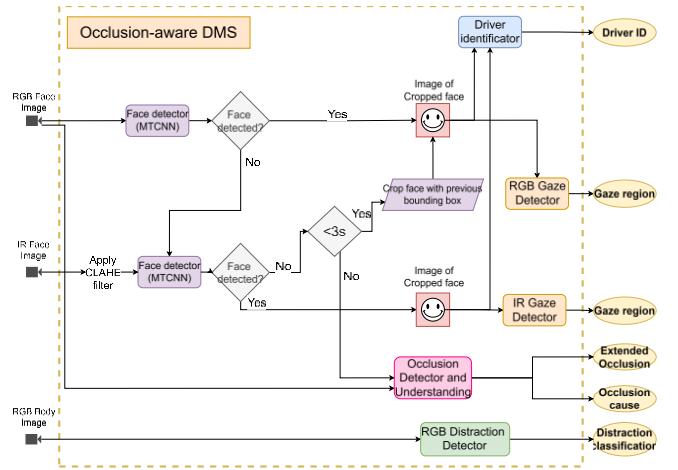 Occlusion-aware DMS
Driver
identificator
Driver ID
RGB Face
Image
Face detector
(MTCNN)
Face
detected?
Yes
Image of
Cropped face
No
Crop face with previous
bounding box
RGB Gaze
Detector
Gaze region
Yes
<3s
IR Face
Image
Apply
CLAHE
filter
Face detector
(MTCNN)
Face
detected?
No
No
Yes
Image of
Cropped face
IR Gaze
Detector
Gaze region
Occlusion
Detector and
Understanding
Extended
Occlusion
Occlusion
cause
RGB Body
Image
RGB Distraction
Detector
Distraction
classification